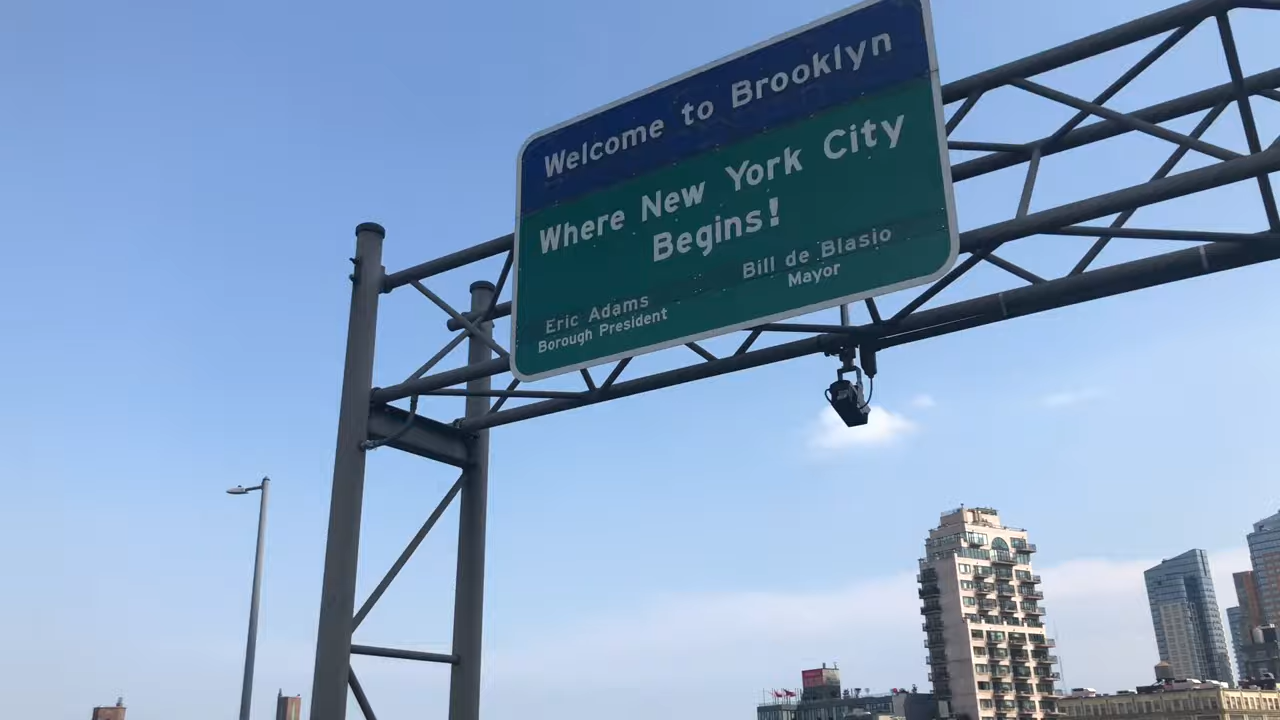 Welcome to Brooklyn
Where New York City
Begins!
Eric Adams
Borough President
Bill de Blasio
Mayor